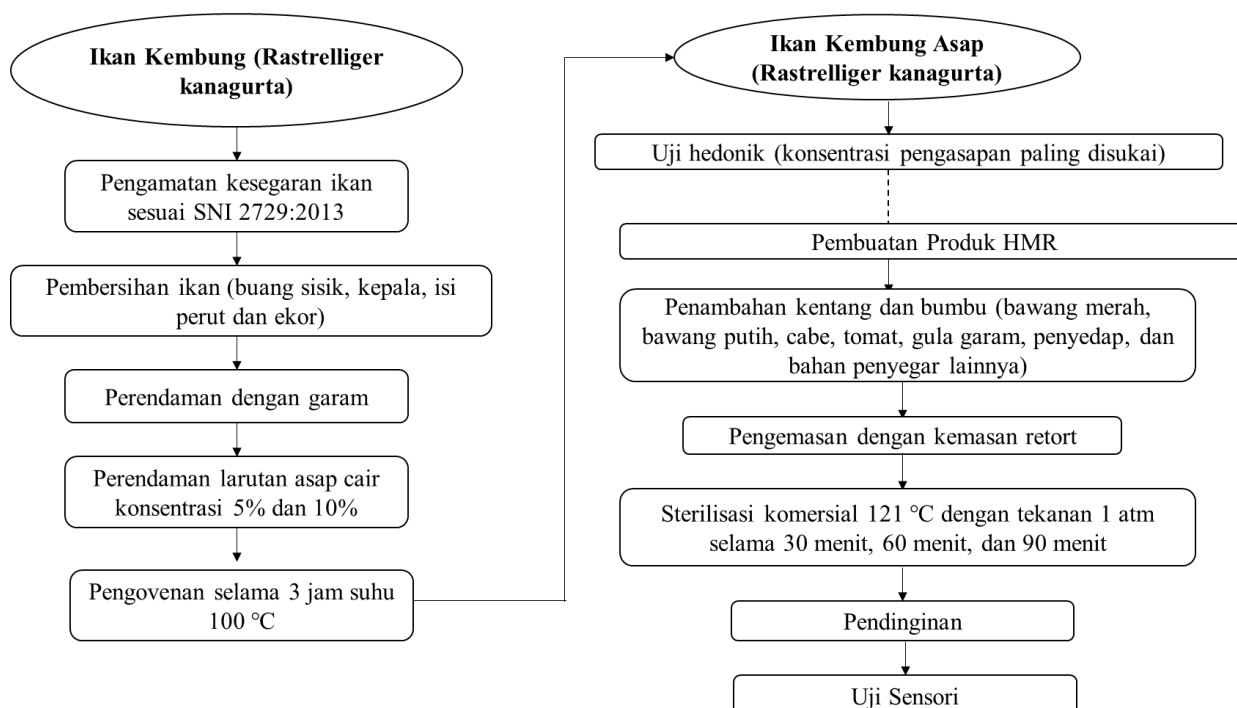 Ikan Kembung (Rastrelliger
kanagurta)
Pengamatan kesegaran ikan
sesuai SNI 2729:2013
Pembersihan ikan (buang sisik, kepala, isi
perut dan ekor)
Perendaman dengan garam
Perendaman larutan asap cair
konsentrasi 5% dan 10%
Pengovenan selama 3 jam suhu
100 ℃
Ikan Kembung Asap
(Rastrelliger kanagurta)
Uji hedonik (konsentrasi pengasapan paling disukai)
Pembuatan Produk HMR
Penambahan kentang dan bumbu (bawang merah,
bawang putih, cabe, tomat, gula garam, penyedap, dan
bahan penyegar lainnya)
Pengemasan dengan kemasan retort
Sterilisasi komersial 121 ℃ dengan tekanan 1 atm
selama 30 menit, 60 menit, dan 90 menit
Pendinginan
Uji Sensori